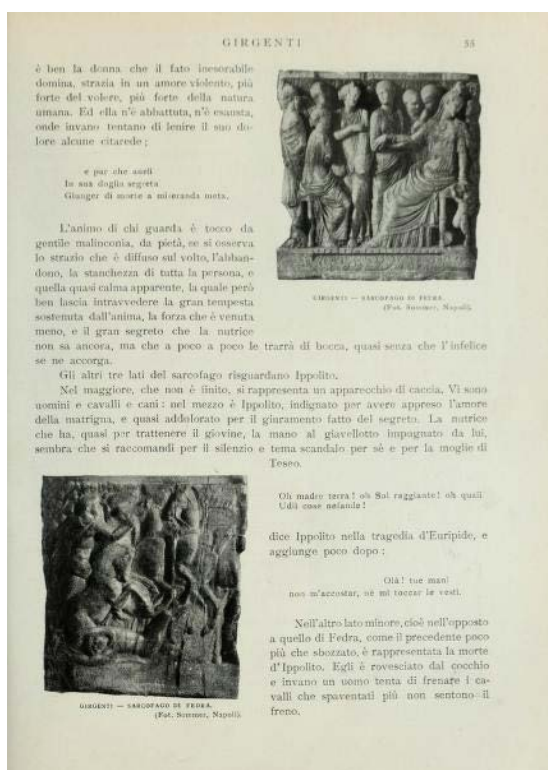 GIRGENTI 33
è ben la donna che il fato inesorabile
domina, strazia in un amore violento, più
forte del volere, più forte della natura
umana. Ed ella n'è abbattuta, n'è esausta,
onde invano tentano di lenire il suo do-
lore alcune citarede;
e par che aneli
In sua doglia segreta
Giunger di morte a miseranda meta.
L'animo di chi guarda è tocco da
gentile malinconia, da pietà, se si osserva
lo strazio che è diffuso sul volto, l'abban-
dono, la stanchezza di tutta la persona, e
quella quasi calma apparente, la quale però
ben lascia intravvedere la gran tempesta
sostenuta dall'anima, la forza che è venuta
meno, e il gran segreto che la nutrice
GIRGENTI — SARCOFAGO DI FEDRA.
(Fot. Sommer, Napoli).
non sa ancora, ma che a poco a poco le trarrà di bocca, quasi senza che l'infelice
se ne accorga.
Gli altri tre lati del sarcofago risguardano Ippolito.
Nel maggiore, che non è finito, si rappresenta un apparecchio di caccia. Vi sono
uomini e cavalli e cani: nel mezzo è Ippolito, indignato per avere appreso l'amore
della matrigna, e quasi addolorato per il giuramento fatto del segreto. La nutrice
che ha, quasi per trattenere il giovine, la mano al giavellotto impugnato da lui,
sembra che si raccomandi per il silenzio e tema scandalo per sè e per la moglie di
Teseo.
Oh madre terra! oh Sol raggiante! oh quali
Udii cose nefande!
dice Ippolito nella tragedia d'Euripide, e
aggiunge poco dopo:
Olà! tue mani
non m'accostar, nè mi toccar le vesti.
Nell'altro lato minore, cioè nell'opposto
a quello di Fedra, come il precedente poco
più che sbozzato, è rappresentata la morte
d'Ippolito. Egli è rovesciato dal cocchio
e invano un uomo tenta di frenare i ca-
valli che spaventati più non sentono il
freno.
GIRGENTI — SARCOFAGO DI FEDRA.
(Fot. Sommer, Napoli).